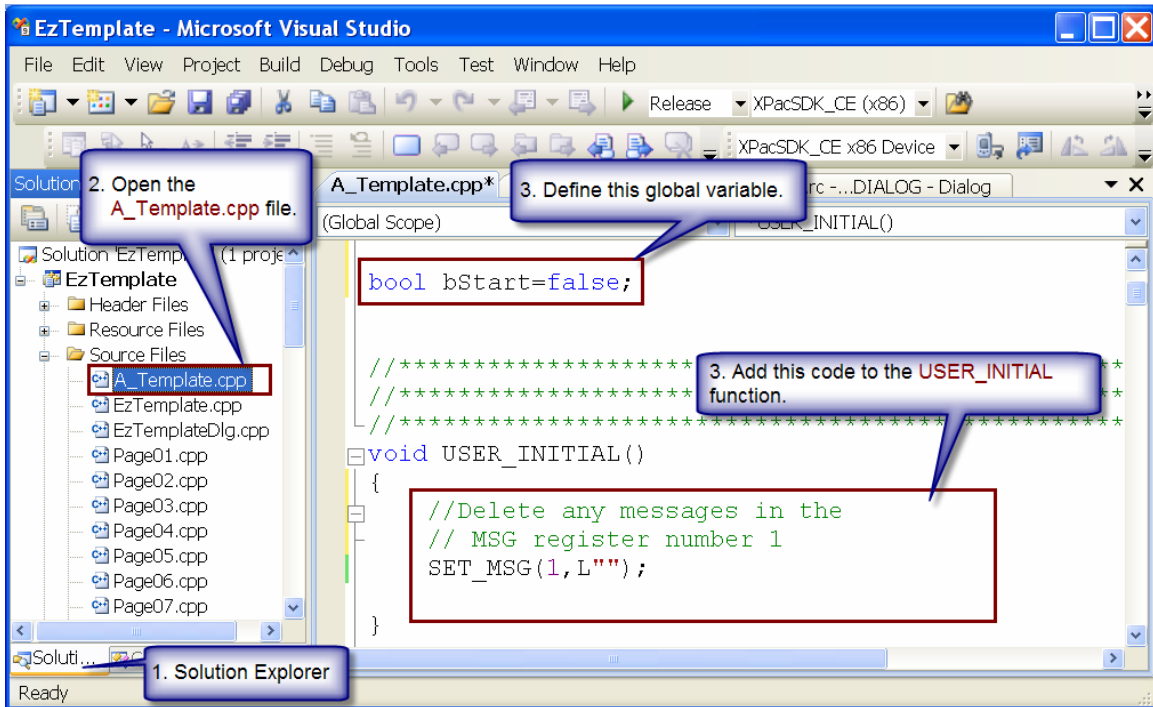 EzTemplate - Microsoft Visual Studio
File Edit View Project Build Debug Tools Test Window Help
Release XPacSDK_CE (x86)
XPacSDK_CE x86 Device
Solution
2. Open the
A_Template.cpp file.
A_Template.cpp*
3. Define this global variable.
rc -...DIALOG - Dialog
(Global Scope)
USER_INITIAL()
Solution 'EzTemp (1 proje
EzTemplate
Header Files
Resource Files
Source Files
A_Template.cpp
EzTemplate.cpp
EzTemplateDlg.cpp
Page01.cpp
Page02.cpp
Page03.cpp
Page04.cpp
Page05.cpp
Page06.cpp
Page07.cpp
bool bStart=false;
//********************
//********************
3. Add this code to the USER_INITIAL
function.
//**************************************************
void USER_INITIAL()
{
//Delete any messages in the
// MSG register number 1
SET_MSG(1,L"");
}
Soluti...
1. Solution Explorer
Ready